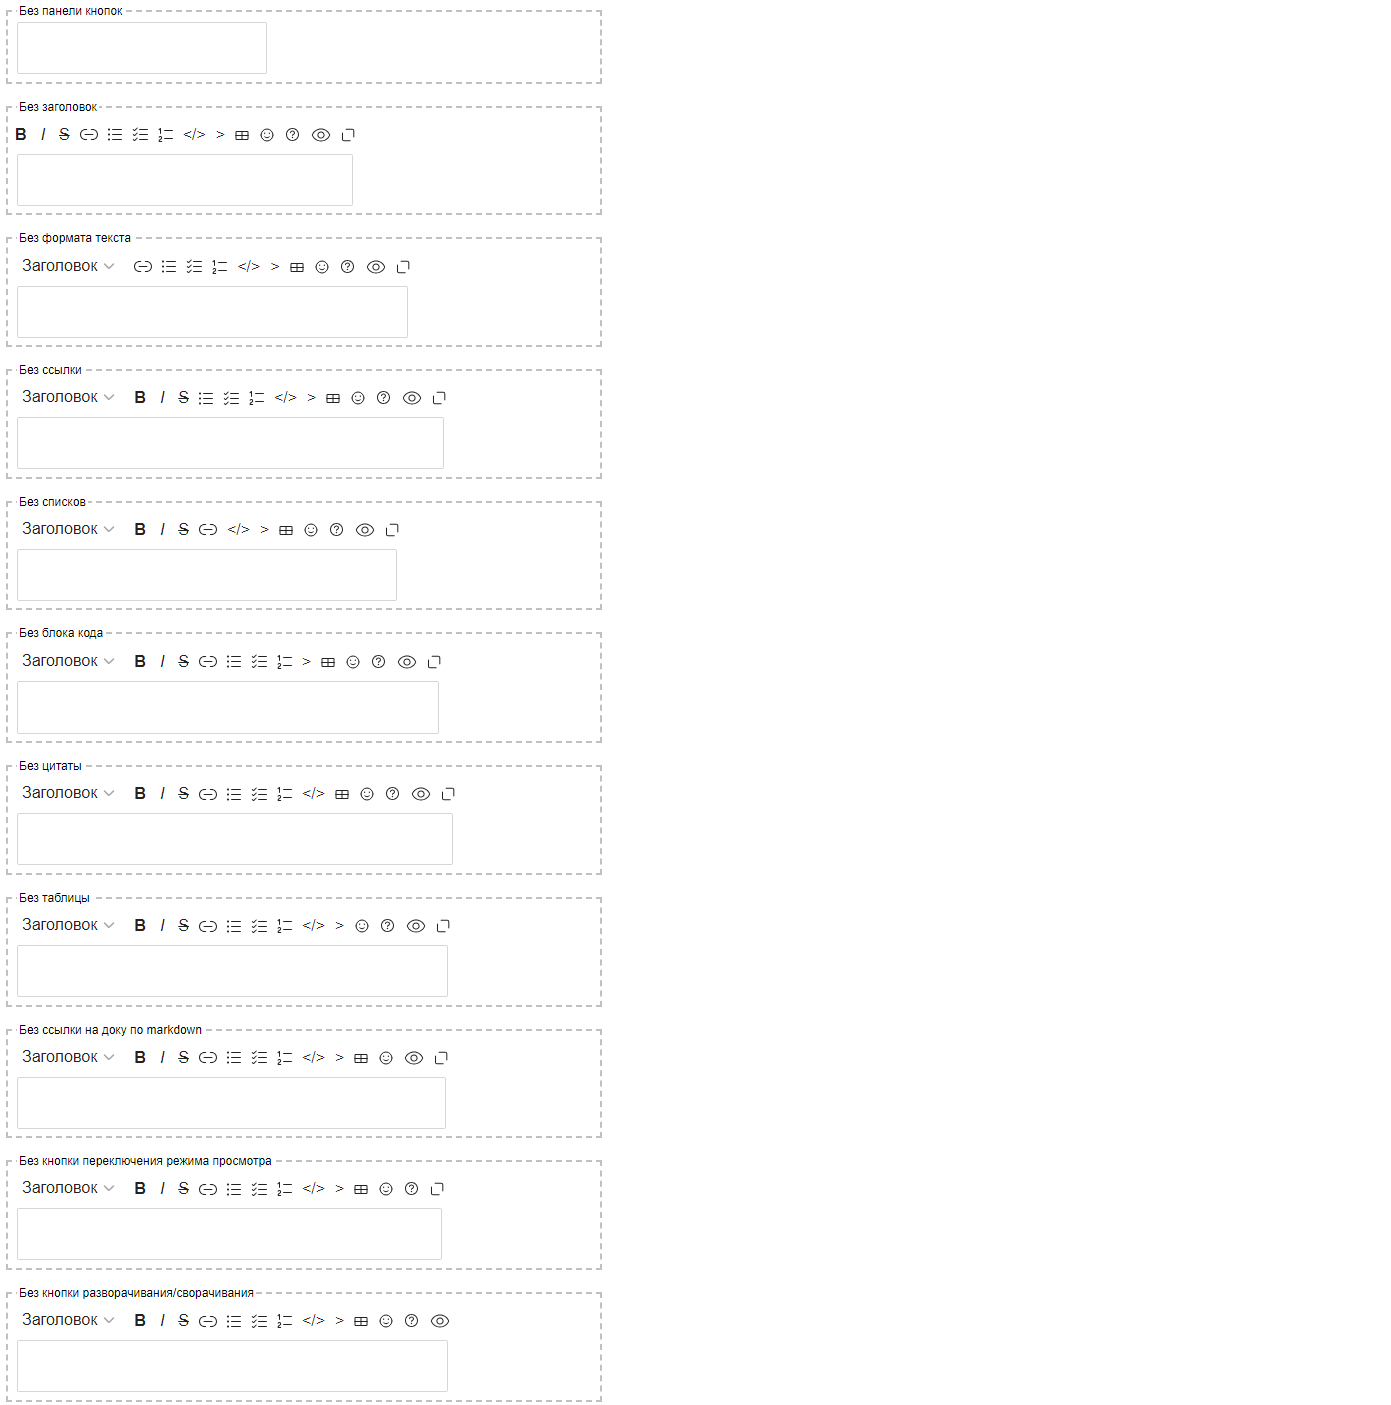 Без панели кнопок
Без заголовок
B I S </> >
Без формата текста
Заголовок </> >
Без ссылки
Заголовок B I S </> >
Без списков
Заголовок B I S </> >
Без блока кода
Заголовок B I S >
Без цитаты
Заголовок B I S </>
Без таблицы
Заголовок B I S </> >
Без ссылки на доку по markdown
Заголовок B I S </> >
Без кнопки переключения режима просмотра
Заголовок B I S </> >
Без кнопки разворачивания/сворачивания
Заголовок B I S </> >